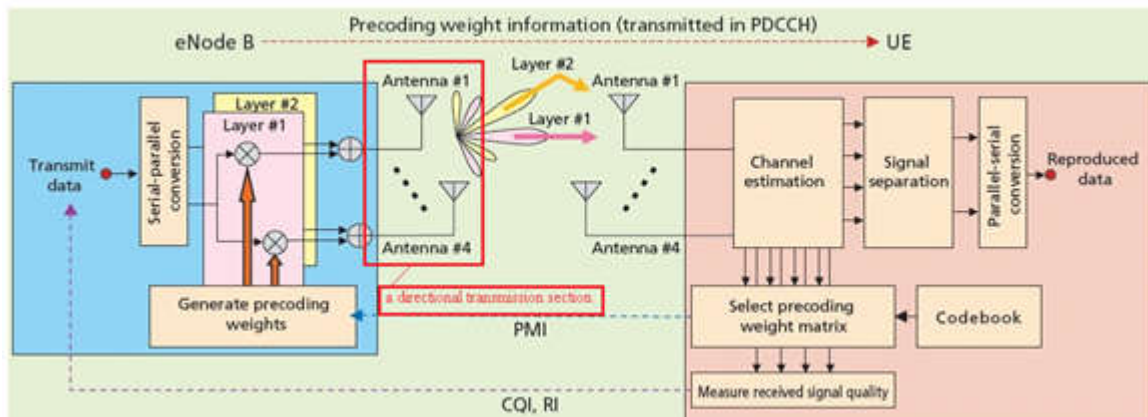 Precoding weight information (transmitted in PDCCH)
eNode B
UE
Layer #2
Antenna #1
Antenna #1
Layer #2
Layer #1
Layer #1
Transmit
data
Serial-parallel
conversion
Channel
estimation
Signal
separation
Parallel-serial
conversion
Reproduced
data
Antenna #4
Antenna #4
Generate precoding
weights
a directional transmission section
PMI
Select precoding
weight matrix
Codebook
Measure received signal quality
CQI, RI